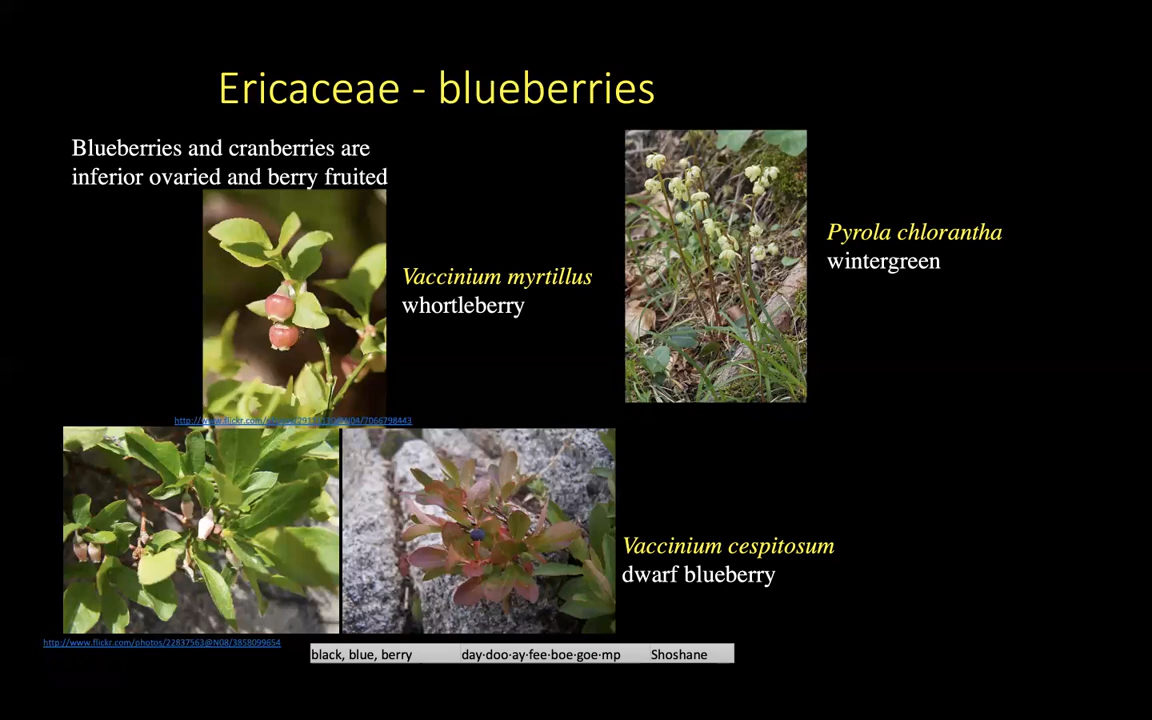 Ericaceae - blueberries
Blueberries and cranberries are
inferior ovaried and berry fruited
Pyrola chlorantha
wintergreen
Vaccinium myrtillus
whortleberry
Vaccinium cespitosum
dwarf blueberry
http://www.flickr.com/photos/22837563@N08/3858099654
black, blue, berry day·doo·ay·fee·boe·goe·mp Shoshane